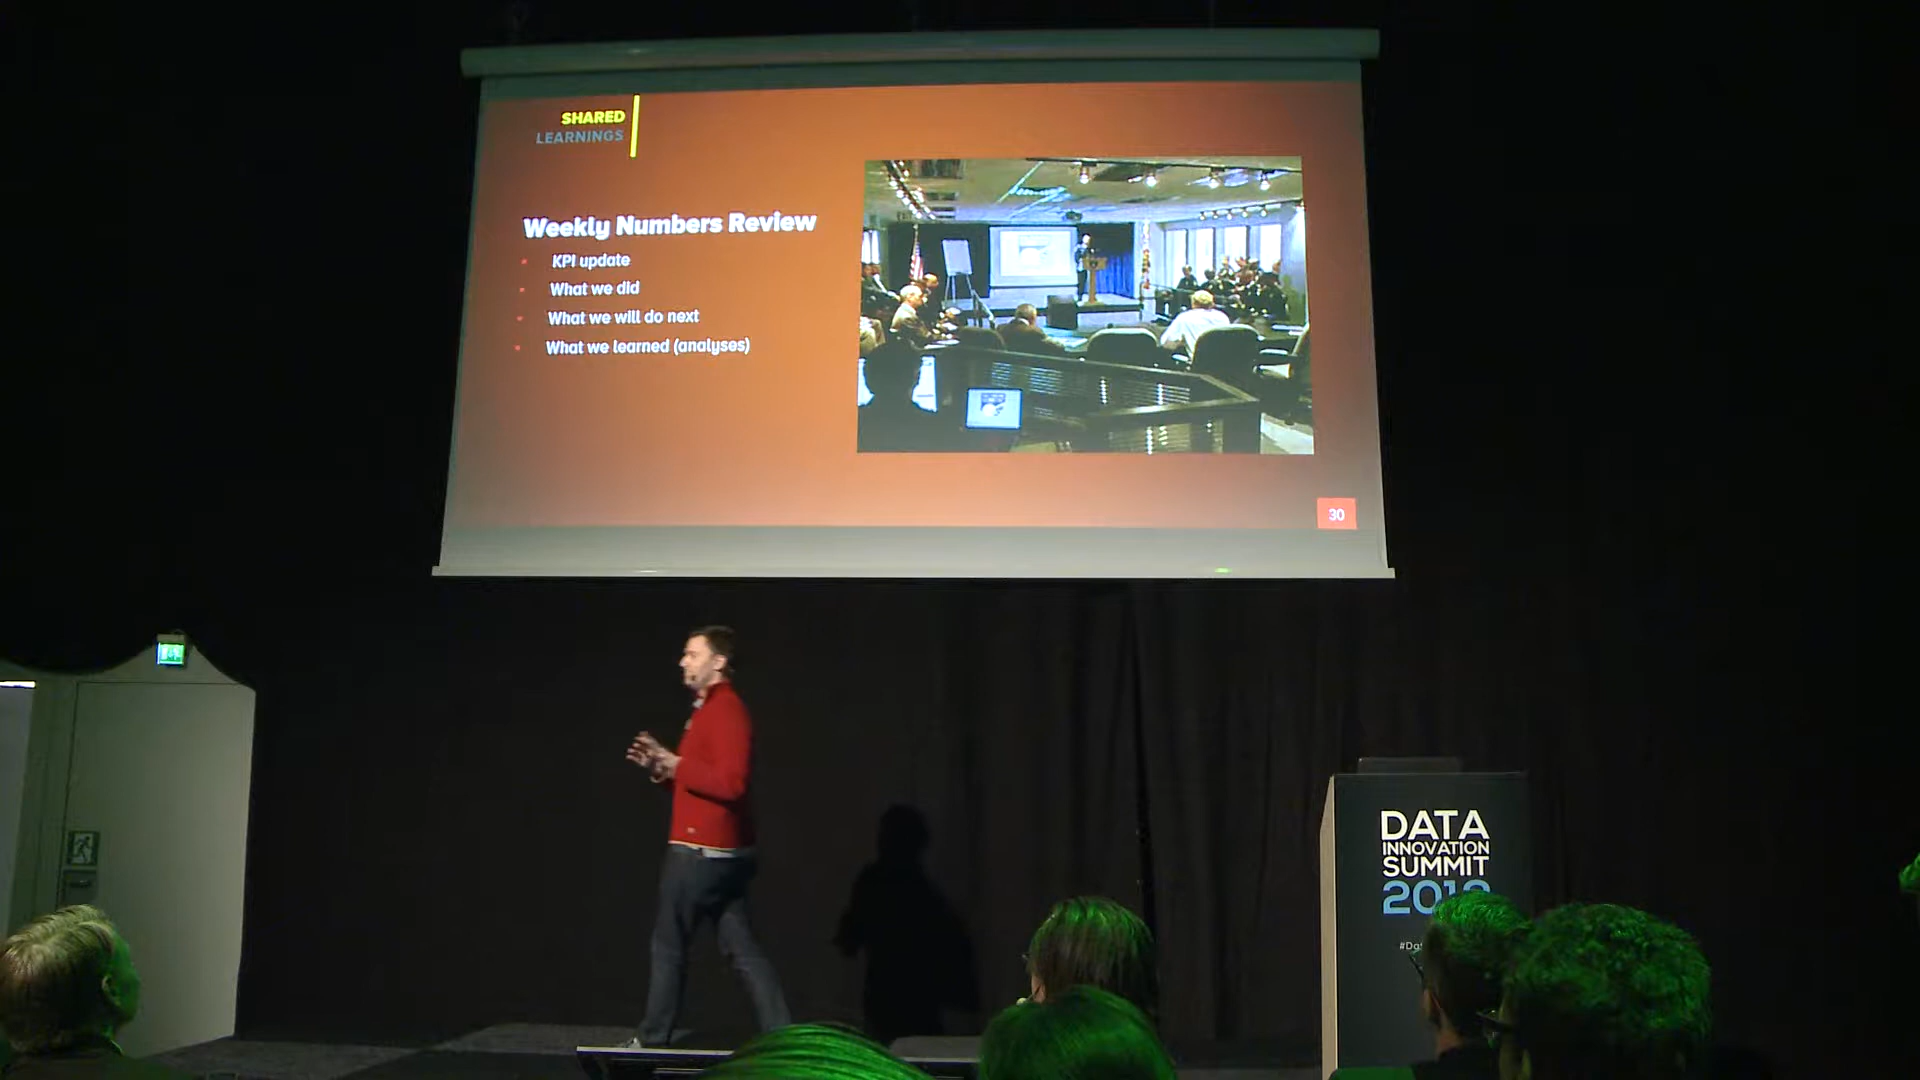 SHARED
LEARNINGS
Weekly Numbers Review
KPI update
What we did
What we will do next
What we learned (analyses)
30
DATA
INNOVATION
SUMMIT